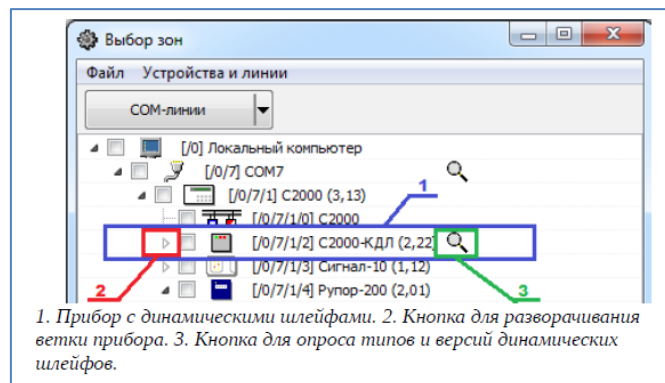 Выбор зон
Файл Устройства и линии
COM-линии
[/0] Локальный компьютер
[/0/7] COM7
1
[/0/7/1] С2000 (3,13)
[/0/7/1/0] С2000
[/0/7/1/2] С2000-КДЛ (2,22)
[/0/7/1/3] Сигнал-10 (1,12)
2 [/0/7/1/4] Рупор-200 (2,01) 3
1. Прибор с динамическими шлейфами. 2. Кнопка для разворачивания
ветки прибора. 3. Кнопка для опроса типов и версий динамических
шлейфов.